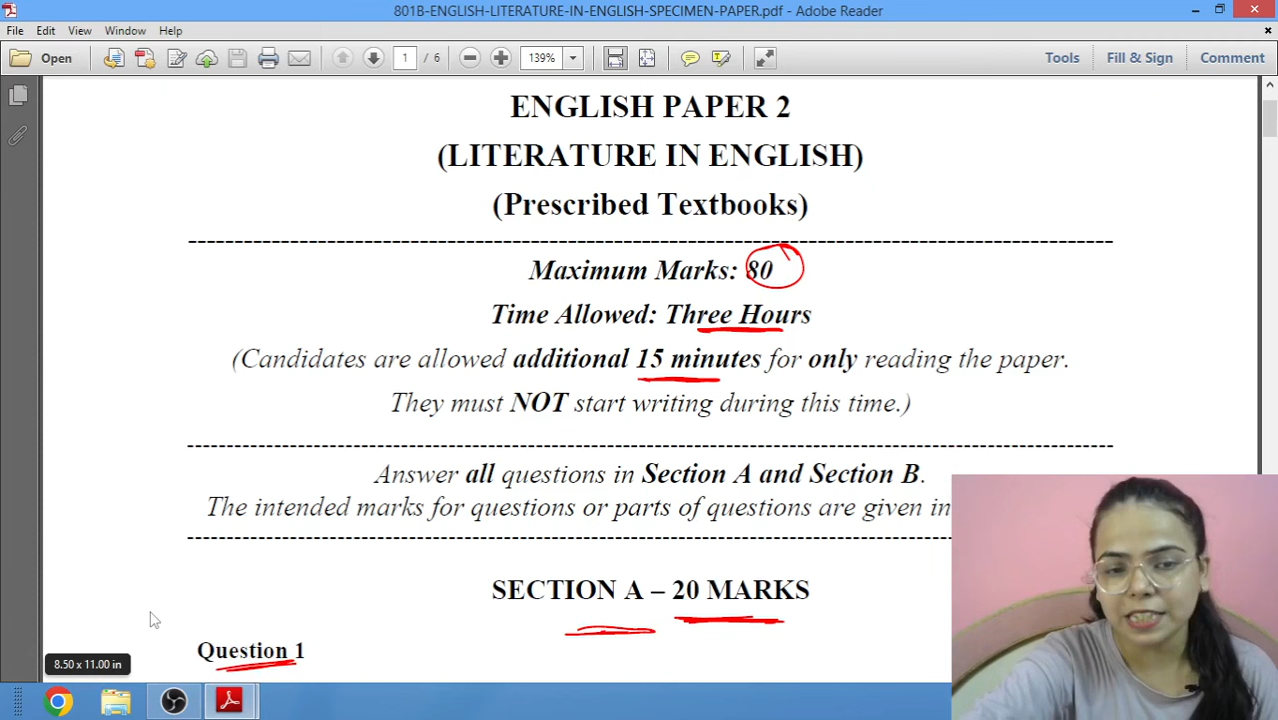 801B-ENGLISH-LITERATURE-IN-ENGLISH-SPECIMEN-PAPER.pdf - Adobe Reader
File Edit View Window Help
Open 1 / 6 139% Tools Fill & Sign Comment
ENGLISH PAPER 2
(LITERATURE IN ENGLISH)
(Prescribed Textbooks)
Maximum Marks: 80
Time Allowed: Three Hours
(Candidates are allowed additional 15 minutes for only reading the paper.
They must NOT start writing during this time.)
Answer all questions in Section A and Section B.
The intended marks for questions or parts of questions are given in
SECTION A – 20 MARKS
Question 1
8.50 x 11.00 in